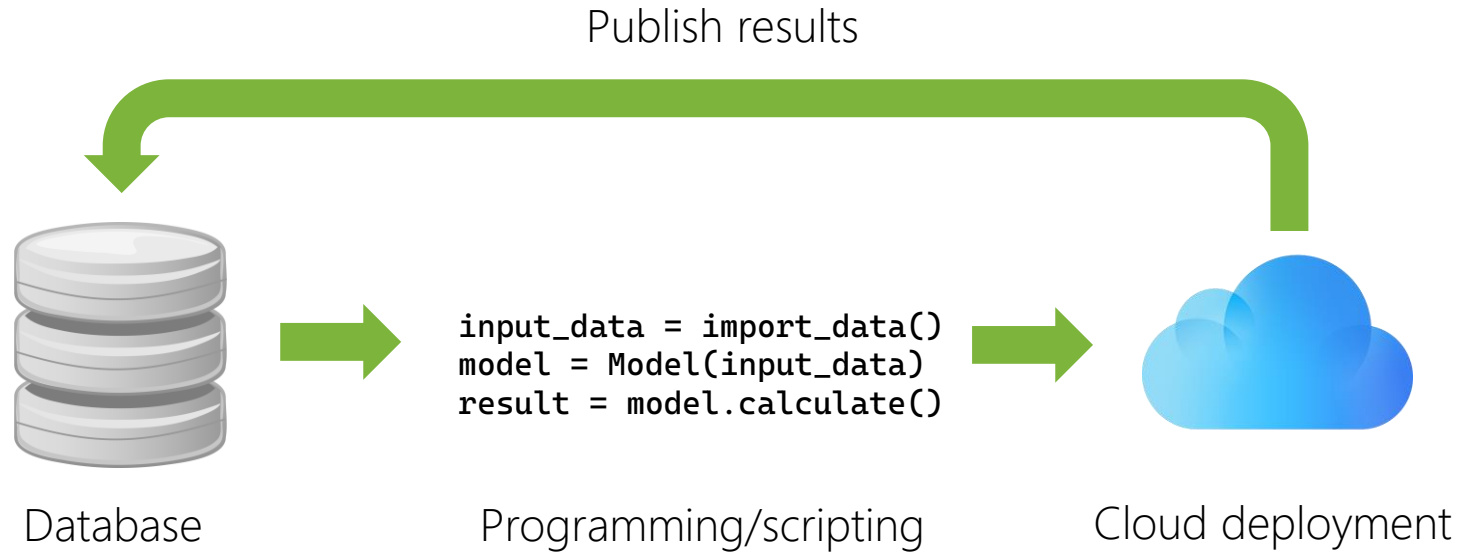 Publish results
input_data = import_data()
model = Model(input_data)
result = model.calculate()
Database
Programming/scripting
Cloud deployment